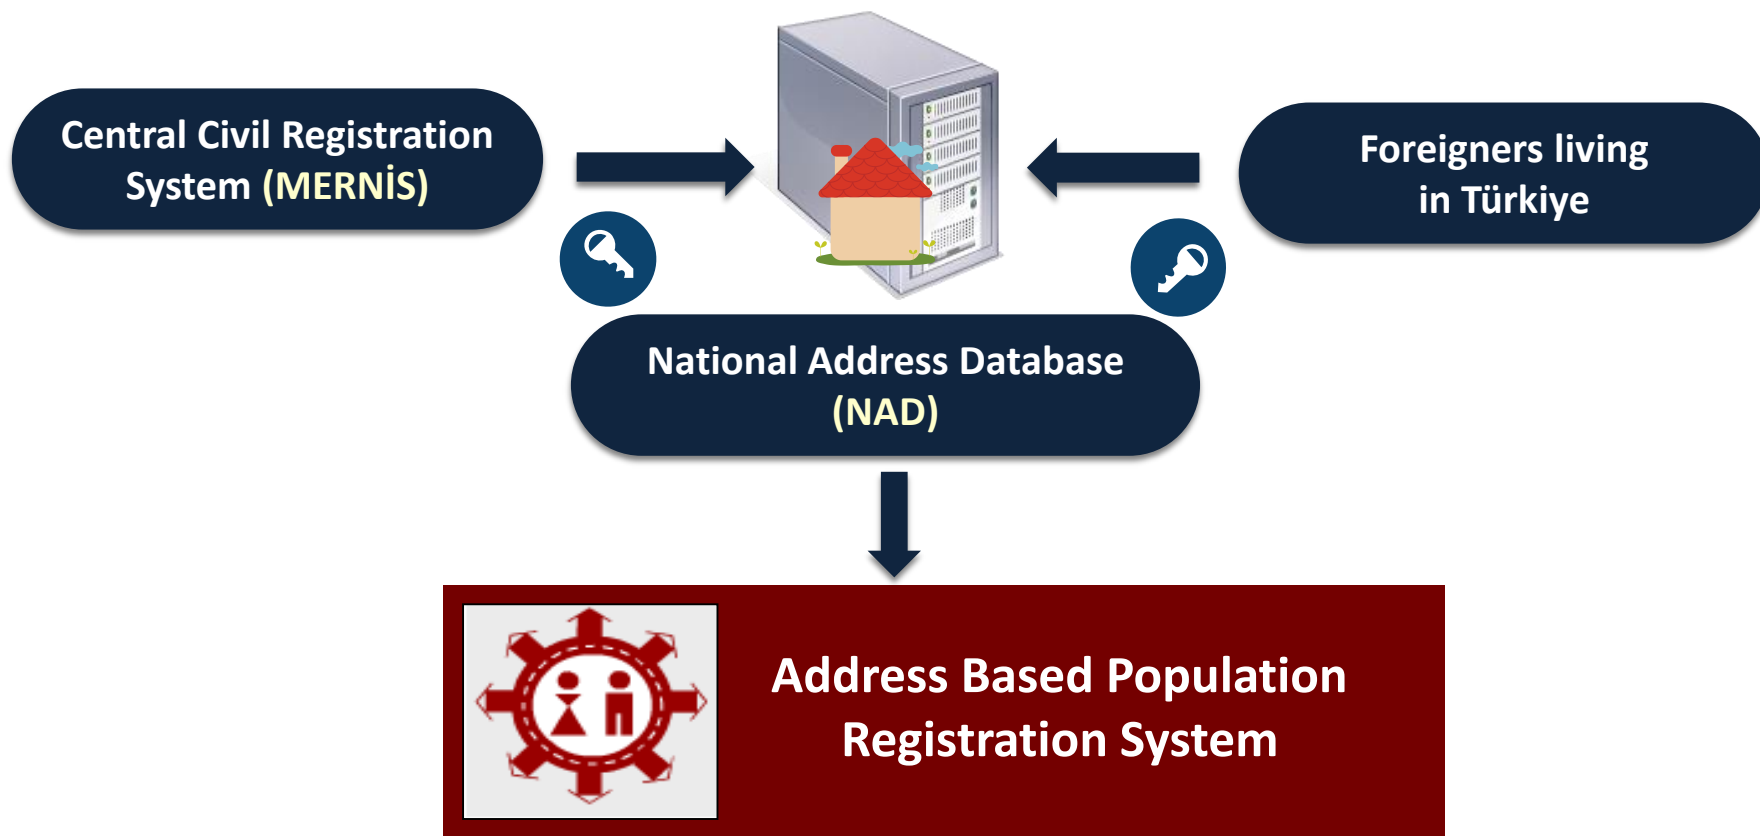 Central Civil Registration
System (MERNİS)
Foreigners living
in Türkiye
National Address Database
(NAD)
Address Based Population
Registration System